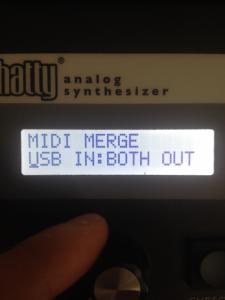 hatty®
analog
synthesizer
MIDI MERGE
USB IN:BOTH OUT